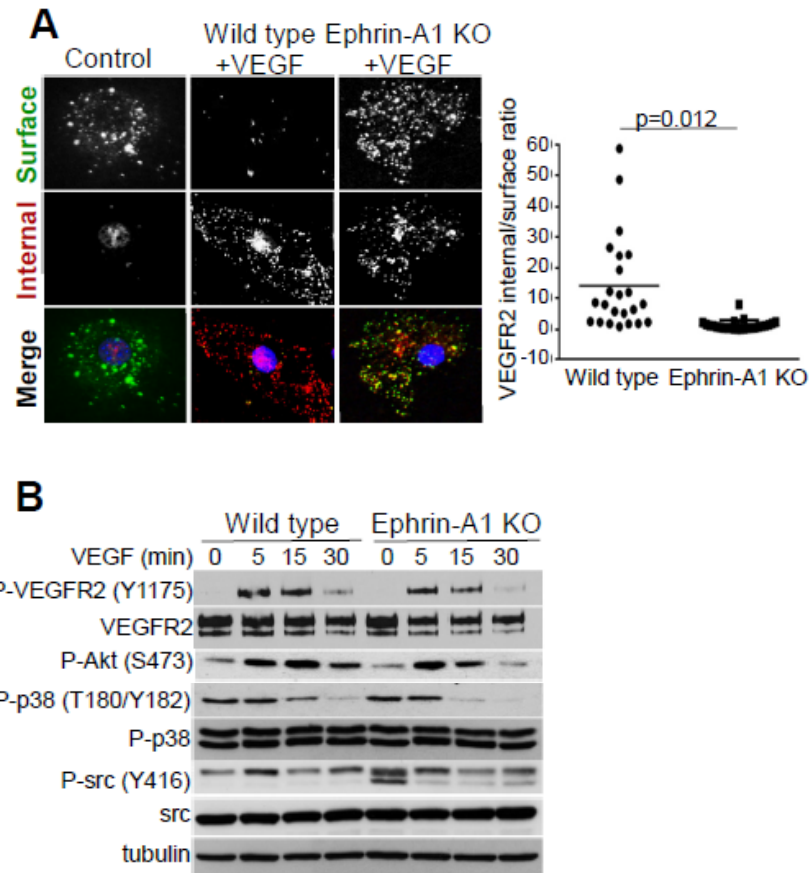 A
Control
Wild type Ephrin-A1 KO
+VEGF +VEGF
Surface
Internal
Merge
p=0.012
VEGFR2 internal/surface ratio
60
50
40
30
20
10
0
-10
Wild type Ephrin-A1 KO
B
Wild type Ephrin-A1 KO
VEGF (min) 0 5 15 30 0 5 15 30
P-VEGFR2 (Y1175)
VEGFR2
P-Akt (S473)
P-p38 (T180/Y182)
P-p38
P-src (Y416)
src
tubulin